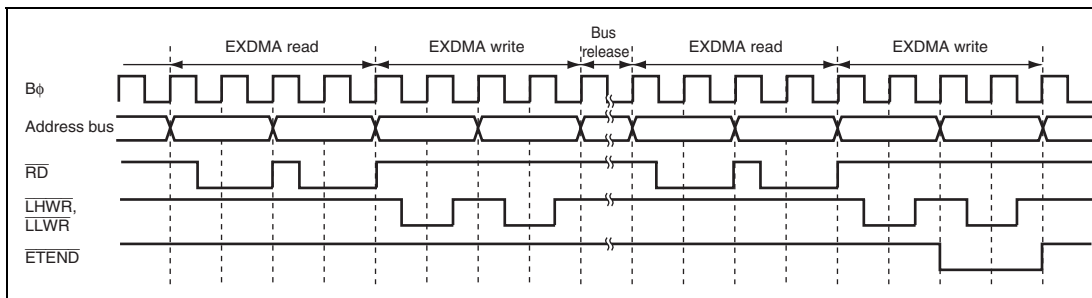 Bus
release
EXDMA read
EXDMA write
EXDMA read
EXDMA write
Bϕ
Address bus
RD
LHWR,
LLWR
ETEND